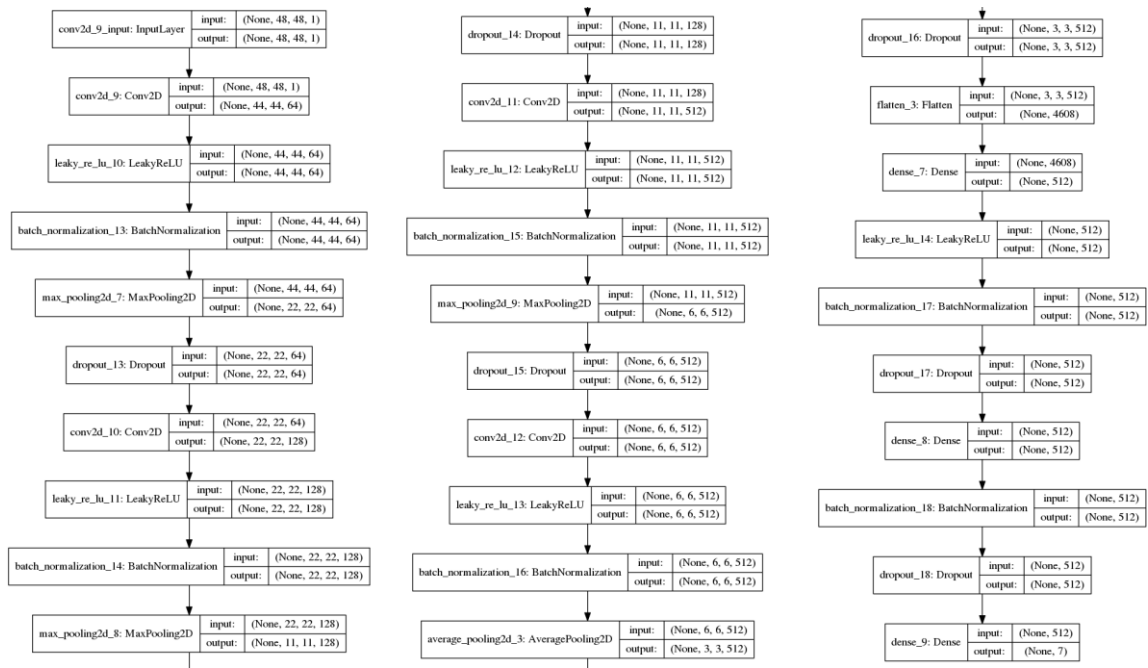 conv2d_9_input: InputLayer
input: (None, 48, 48, 1)
output: (None, 48, 48, 1)
conv2d_9: Conv2D
input: (None, 48, 48, 1)
output: (None, 44, 44, 64)
leaky_re_lu_10: LeakyReLU
input: (None, 44, 44, 64)
output: (None, 44, 44, 64)
batch_normalization_13: BatchNormalization
input: (None, 44, 44, 64)
output: (None, 44, 44, 64)
max_pooling2d_7: MaxPooling2D
input: (None, 44, 44, 64)
output: (None, 22, 22, 64)
dropout_13: Dropout
input: (None, 22, 22, 64)
output: (None, 22, 22, 64)
conv2d_10: Conv2D
input: (None, 22, 22, 64)
output: (None, 22, 22, 128)
leaky_re_lu_11: LeakyReLU
input: (None, 22, 22, 128)
output: (None, 22, 22, 128)
batch_normalization_14: BatchNormalization
input: (None, 22, 22, 128)
output: (None, 22, 22, 128)
max_pooling2d_8: MaxPooling2D
input: (None, 22, 22, 128)
output: (None, 11, 11, 128)
dropout_14: Dropout
input: (None, 11, 11, 128)
output: (None, 11, 11, 128)
conv2d_11: Conv2D
input: (None, 11, 11, 128)
output: (None, 11, 11, 512)
leaky_re_lu_12: LeakyReLU
input: (None, 11, 11, 512)
output: (None, 11, 11, 512)
batch_normalization_15: BatchNormalization
input: (None, 11, 11, 512)
output: (None, 11, 11, 512)
max_pooling2d_9: MaxPooling2D
input: (None, 11, 11, 512)
output: (None, 6, 6, 512)
dropout_15: Dropout
input: (None, 6, 6, 512)
output: (None, 6, 6, 512)
conv2d_12: Conv2D
input: (None, 6, 6, 512)
output: (None, 6, 6, 512)
leaky_re_lu_13: LeakyReLU
input: (None, 6, 6, 512)
output: (None, 6, 6, 512)
batch_normalization_16: BatchNormalization
input: (None, 6, 6, 512)
output: (None, 6, 6, 512)
average_pooling2d_3: AveragePooling2D
input: (None, 6, 6, 512)
output: (None, 3, 3, 512)
dropout_16: Dropout
input: (None, 3, 3, 512)
output: (None, 3, 3, 512)
flatten_3: Flatten
input: (None, 3, 3, 512)
output: (None, 4608)
dense_7: Dense
input: (None, 4608)
output: (None, 512)
leaky_re_lu_14: LeakyReLU
input: (None, 512)
output: (None, 512)
batch_normalization_17: BatchNormalization
input: (None, 512)
output: (None, 512)
dropout_17: Dropout
input: (None, 512)
output: (None, 512)
dense_8: Dense
input: (None, 512)
output: (None, 512)
batch_normalization_18: BatchNormalization
input: (None, 512)
output: (None, 512)
dropout_18: Dropout
input: (None, 512)
output: (None, 512)
dense_9: Dense
input: (None, 512)
output: (None, 7)